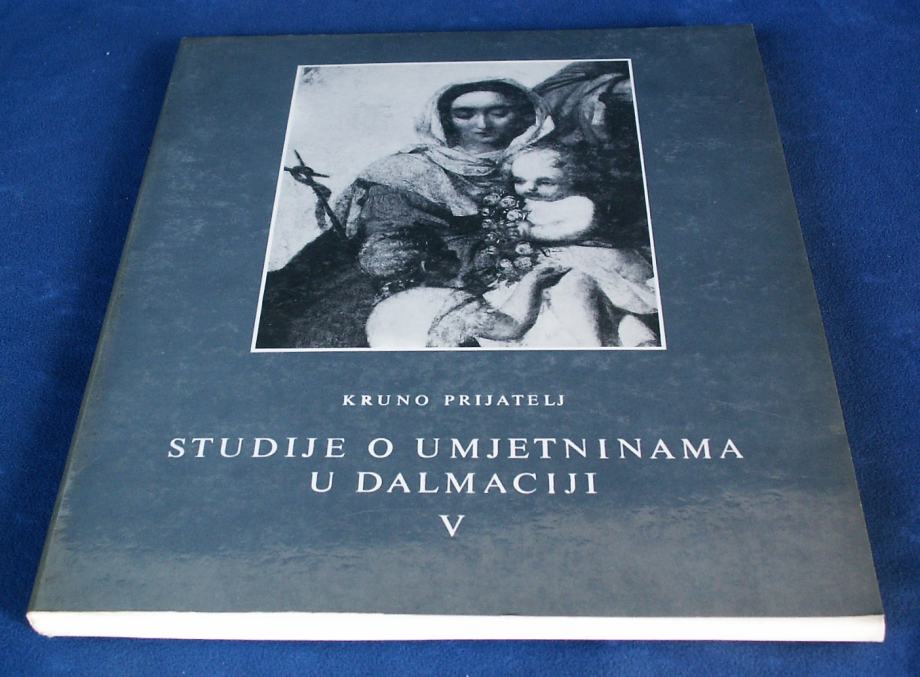 KRUNO PRIJATELJ
STUDIJE O UMJETNINAMA
U DALMACIJI
V